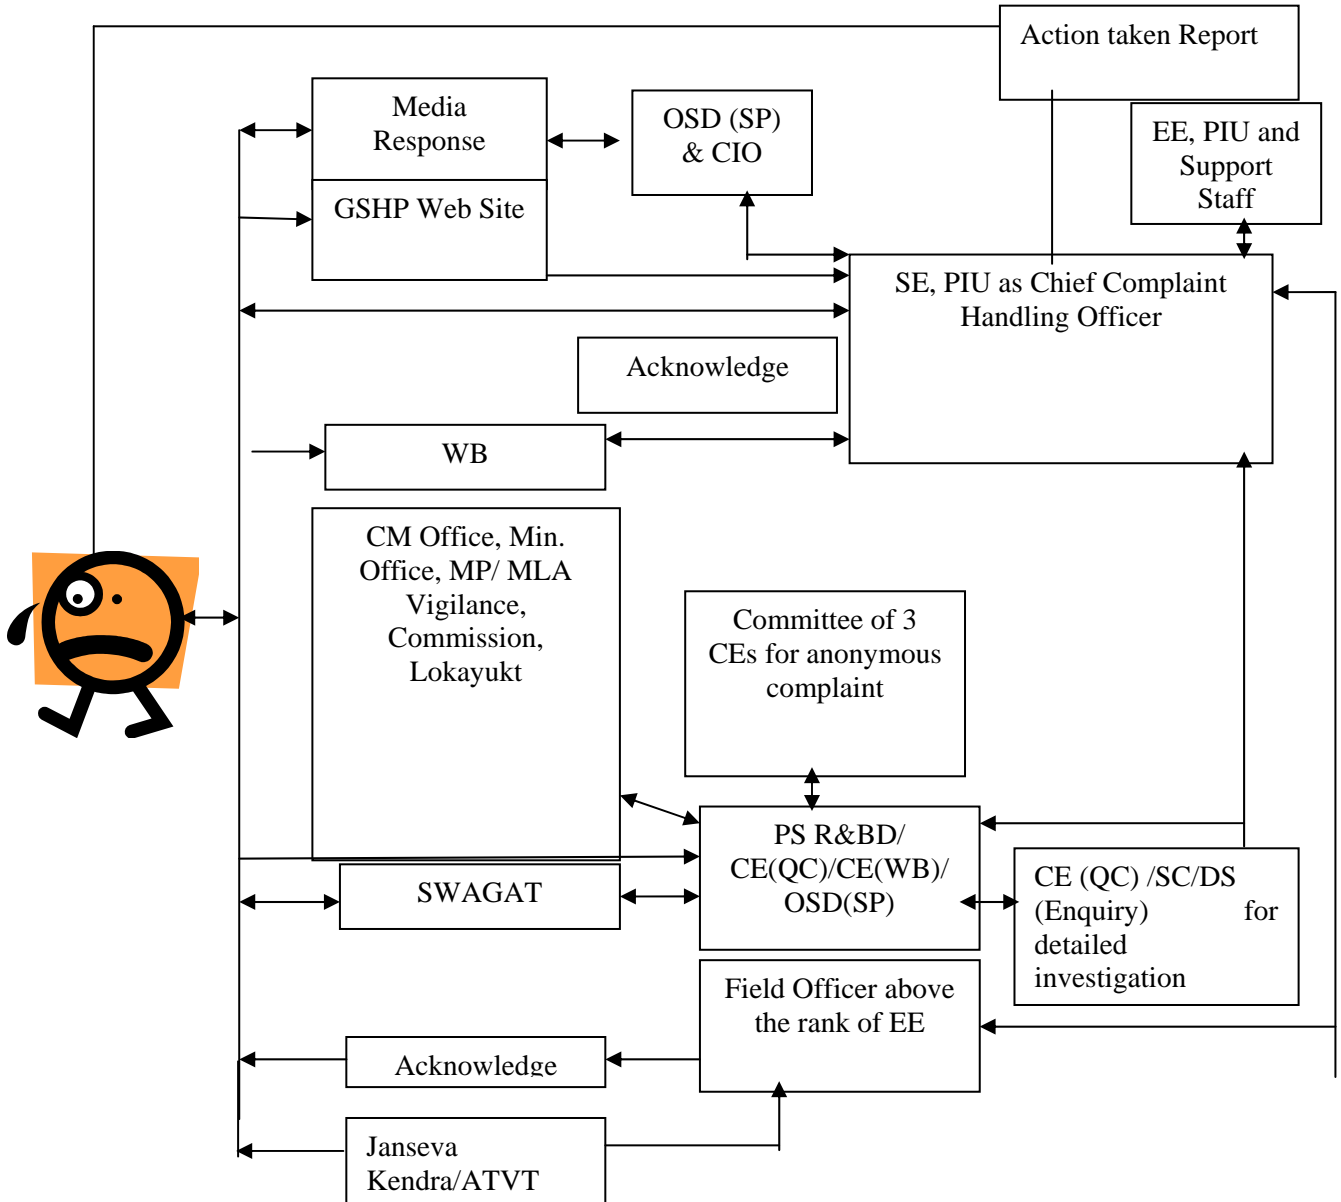 Action taken Report
Media
Response
OSD (SP)
& CIO
EE, PIU and
Support
Staff
GSHP Web Site
SE, PIU as Chief Complaint
Handling Officer
Acknowledge
WB
CM Office, Min.
Office, MP/ MLA
Vigilance,
Commission,
Lokayukt
Committee of 3
CEs for anonymous
complaint
PS R&BD/
CE(QC)/CE(WB)/
OSD(SP)
SWAGAT
CE (QC) /SC/DS
(Enquiry) for
detailed
investigation
Field Officer above
the rank of EE
Acknowledge
Janseva
Kendra/ATVT